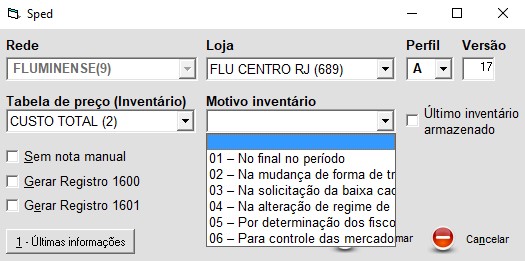 Sped
Rede
Loja
Perfil
Versão
FLUMINENSE(9)
FLU CENTRO RJ (689)
A
17
Tabela de preço (Inventário)
Motivo inventário
CUSTO TOTAL (2)
Último inventário
armazenado
01 – No final no período
02 – Na mudança de forma de tr
03 – Na solicitação da baixa cad
04 – Na alteração de regime de
05 – Por determinação dos fisco
06 – Para controle das mercado
Sem nota manual
Gerar Registro 1600
Gerar Registro 1601
1 - Últimas informações
mar
Cancelar